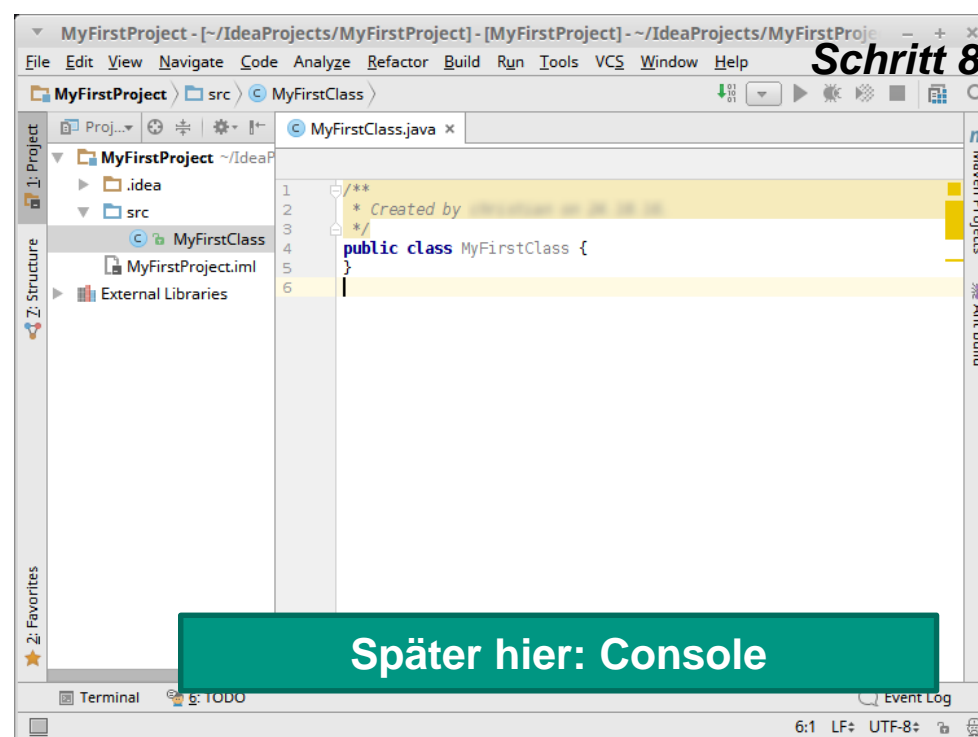 MyFirstProject - [~/IdeaProjects/MyFirstProject] - [MyFirstProject] - ~/IdeaProjects/MyFirstProje
Schritt 8
File Edit View Navigate Code Analyze Refactor Build Run Tools VCS Window Help
MyFirstProject src MyFirstClass
1: Project
Proj...
MyFirstClass.java
MyFirstProject ~/IdeaP
.idea
src
MyFirstClass
MyFirstProject.iml
External Libraries
1 /**
2 * Created by
3 */
4 public class MyFirstClass {
5 }
6
Maven Projects
Ant Build
Z: Structure
2: Favorites
Später hier: Console
Terminal 6: TODO Event Log
6:1 LF UTF-8